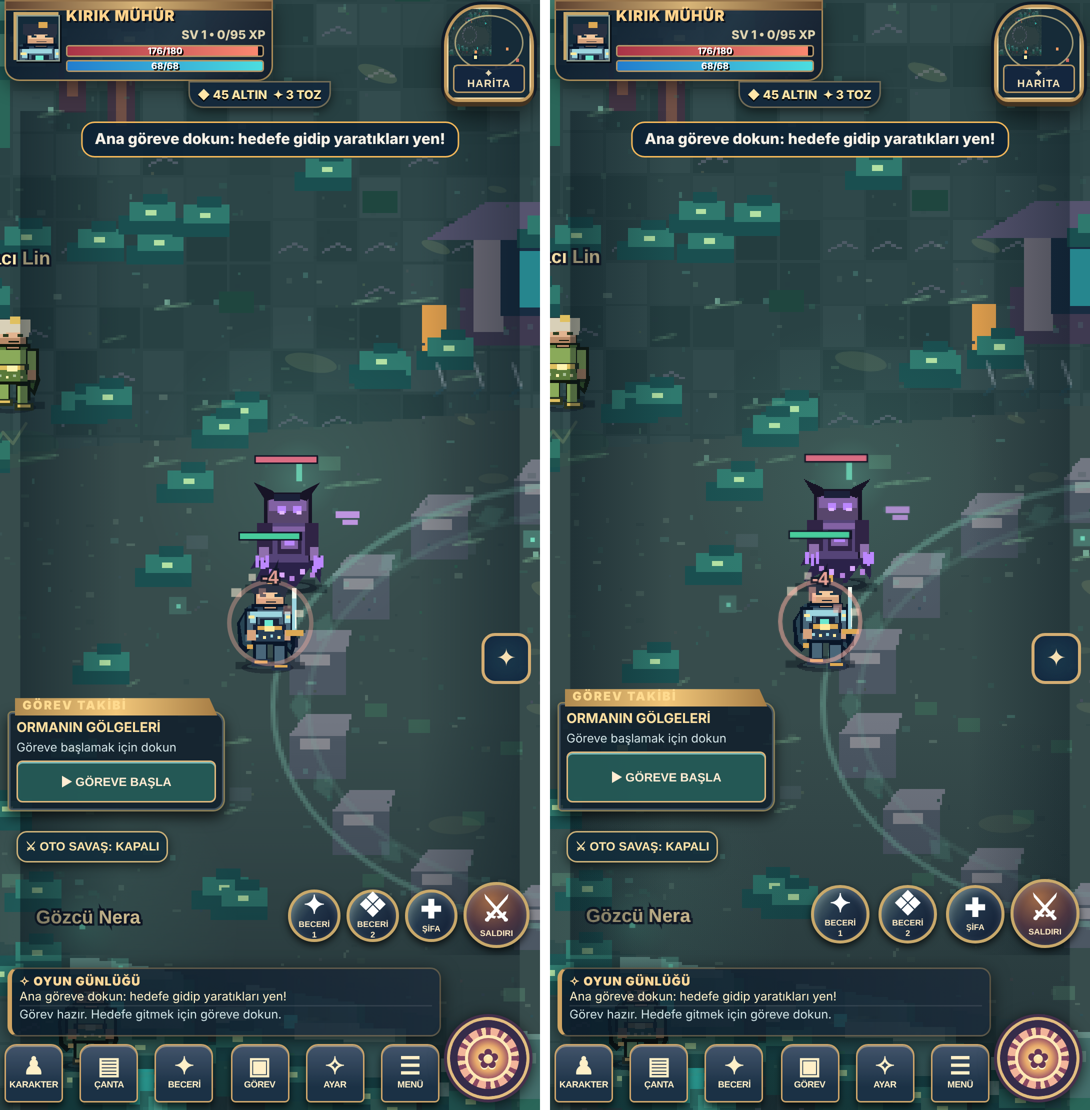 KIRIK MÜHÜR
SV 1 • 0/95 XP
176/180
68/68
HARİTA
◆ 45 ALTIN ✦ 3 TOZ
Ana göreve dokun: hedefe gidip yaratıkları yen!
cı Lin
-4
GÖREV TAKİBİ
ORMANIN GÖLGELERİ
Göreve başlamak için dokun
▶ GÖREVE BAŞLA
⚔ OTO SAVAŞ: KAPALI
Gözcü Nera
BECERİ 1
BECERİ 2
ŞİFA
SALDIRI
✧ OYUN GÜNLÜĞÜ
Ana göreve dokun: hedefe gidip yaratıkları yen!
Görev hazır. Hedefe gitmek için göreve dokun.
KARAKTER
ÇANTA
BECERİ
GÖREV
AYAR
MENÜ
KIRIK MÜHÜR
SV 1 • 0/95 XP
176/180
68/68
HARİTA
◆ 45 ALTIN ✦ 3 TOZ
Ana göreve dokun: hedefe gidip yaratıkları yen!
cı Lin
-4
GÖREV TAKİBİ
ORMANIN GÖLGELERİ
Göreve başlamak için dokun
▶ GÖREVE BAŞLA
⚔ OTO SAVAŞ: KAPALI
Gözcü Nera
BECERİ 1
BECERİ 2
ŞİFA
SALDIRI
✧ OYUN GÜNLÜĞÜ
Ana göreve dokun: hedefe gidip yaratıkları yen!
Görev hazır. Hedefe gitmek için göreve dokun.
KARAKTER
ÇANTA
BECERİ
GÖREV
AYAR
MENÜ